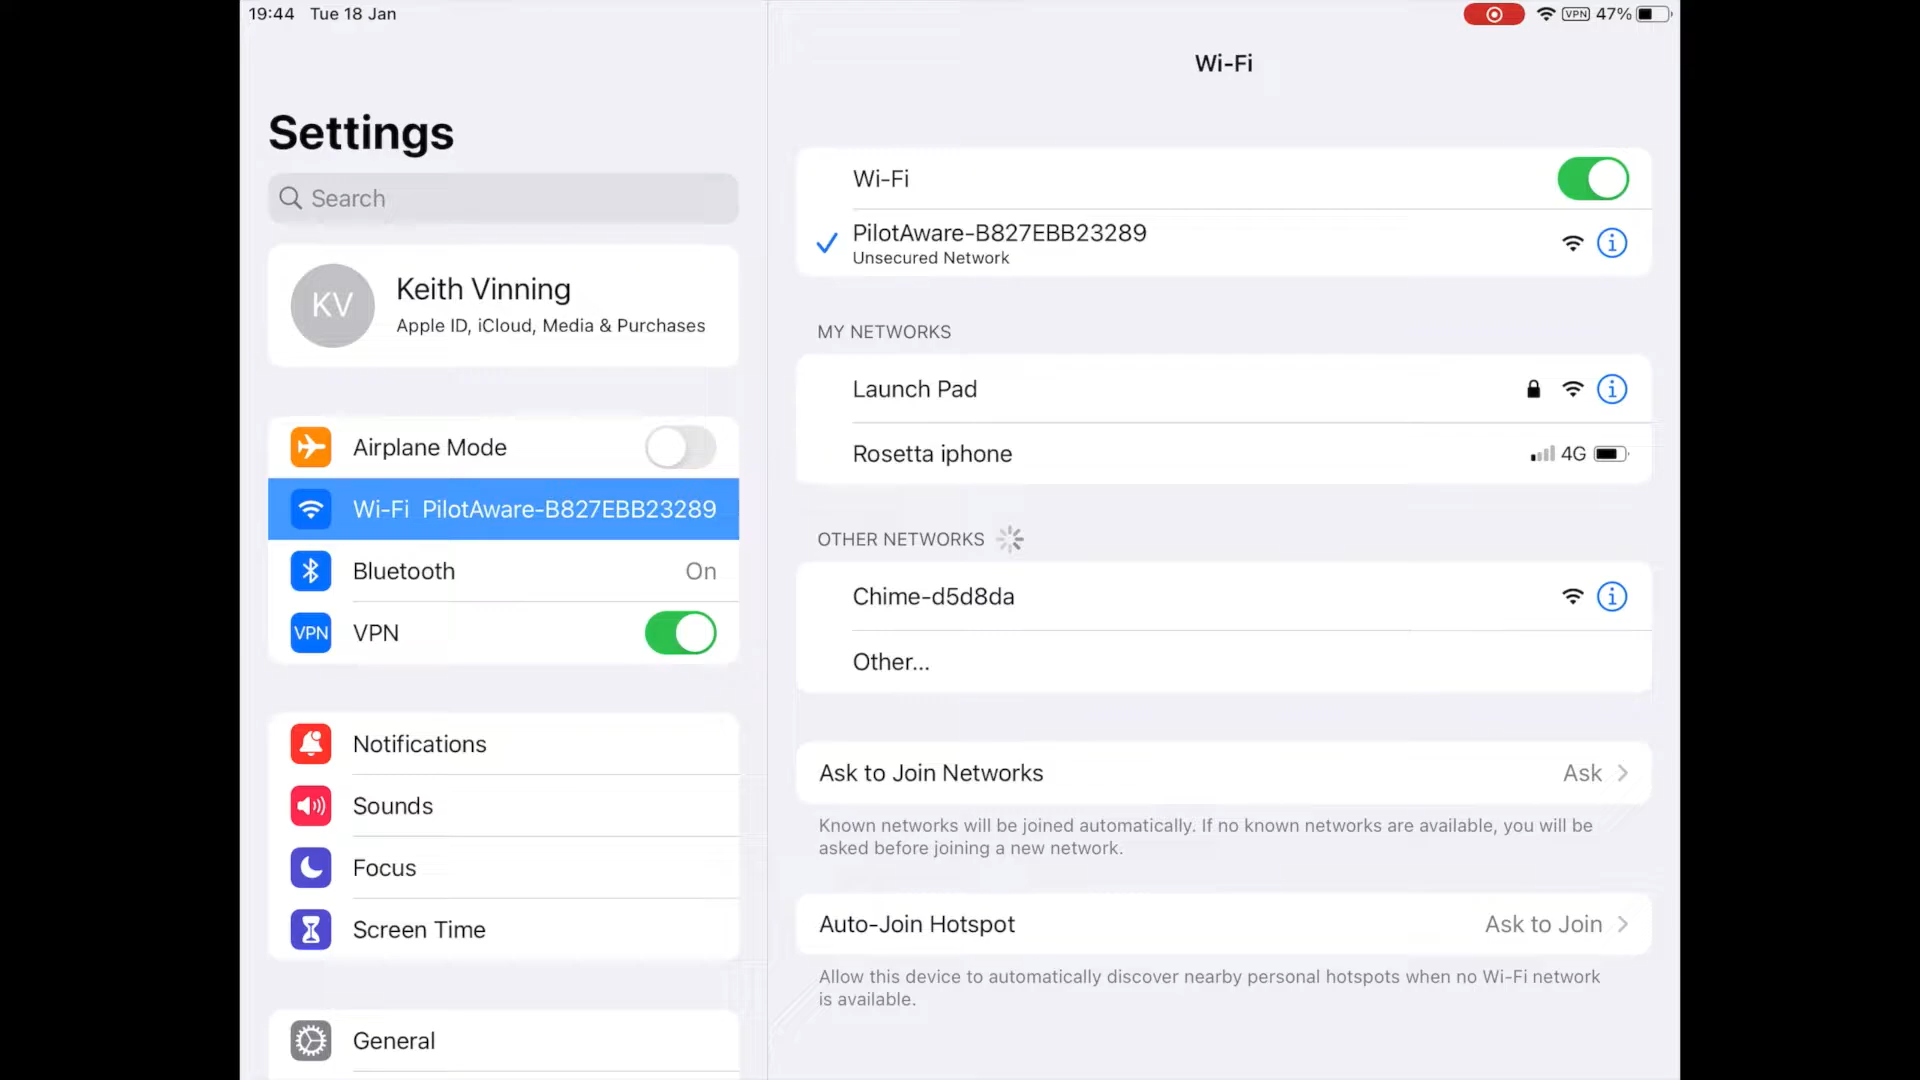 19:44 Tue 18 Jan
VPN 47%
Settings
Search
KV
Keith Vinning
Apple ID, iCloud, Media & Purchases
Airplane Mode
Wi-Fi PilotAware-B827EBB23289
Bluetooth On
VPN VPN
Notifications
Sounds
Focus
Screen Time
General
Wi-Fi
Wi-Fi
PilotAware-B827EBB23289
Unsecured Network
MY NETWORKS
Launch Pad
Rosetta iphone 4G
OTHER NETWORKS
Chime-d5d8da
Other...
Ask to Join Networks Ask
Known networks will be joined automatically. If no known networks are available, you will be
asked before joining a new network.
Auto-Join Hotspot Ask to Join
Allow this device to automatically discover nearby personal hotspots when no Wi-Fi network
is available.